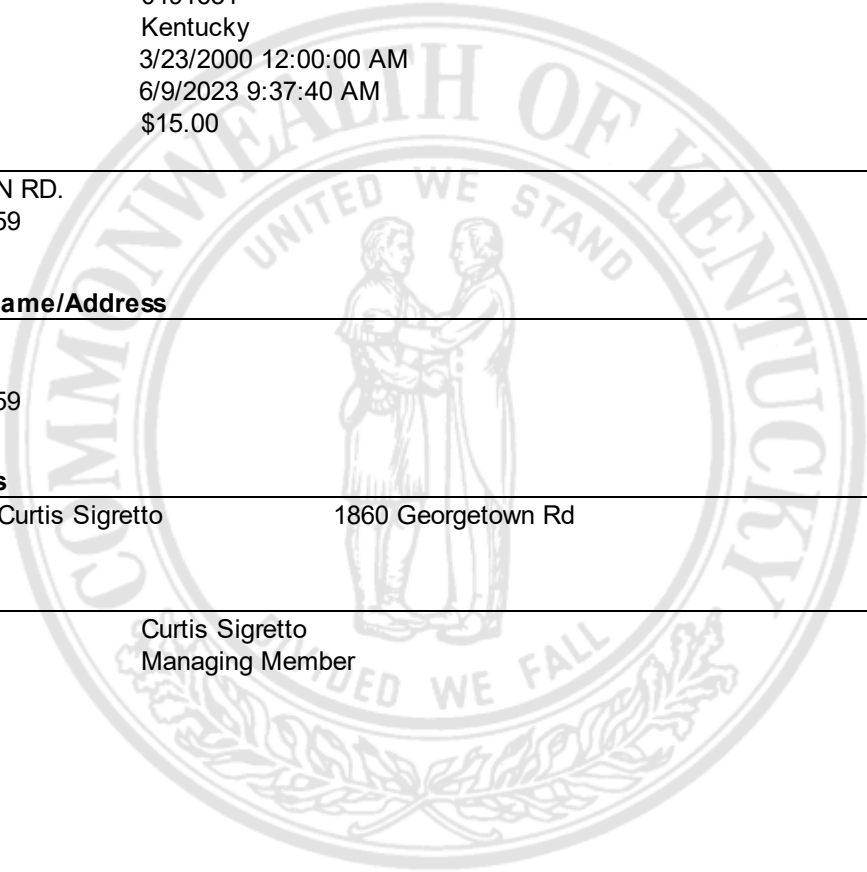 Kentucky
3/23/2000 12:00:00 AM
6/9/2023 9:37:40 AM
$15.00
N RD.
59
ame/Address
59
s
Curtis Sigretto 1860 Georgetown Rd
Curtis Sigretto
Managing Member
COMMONWEALTH OF KENTUCKY
UNITED WE STAND
DIVIDED WE FALL